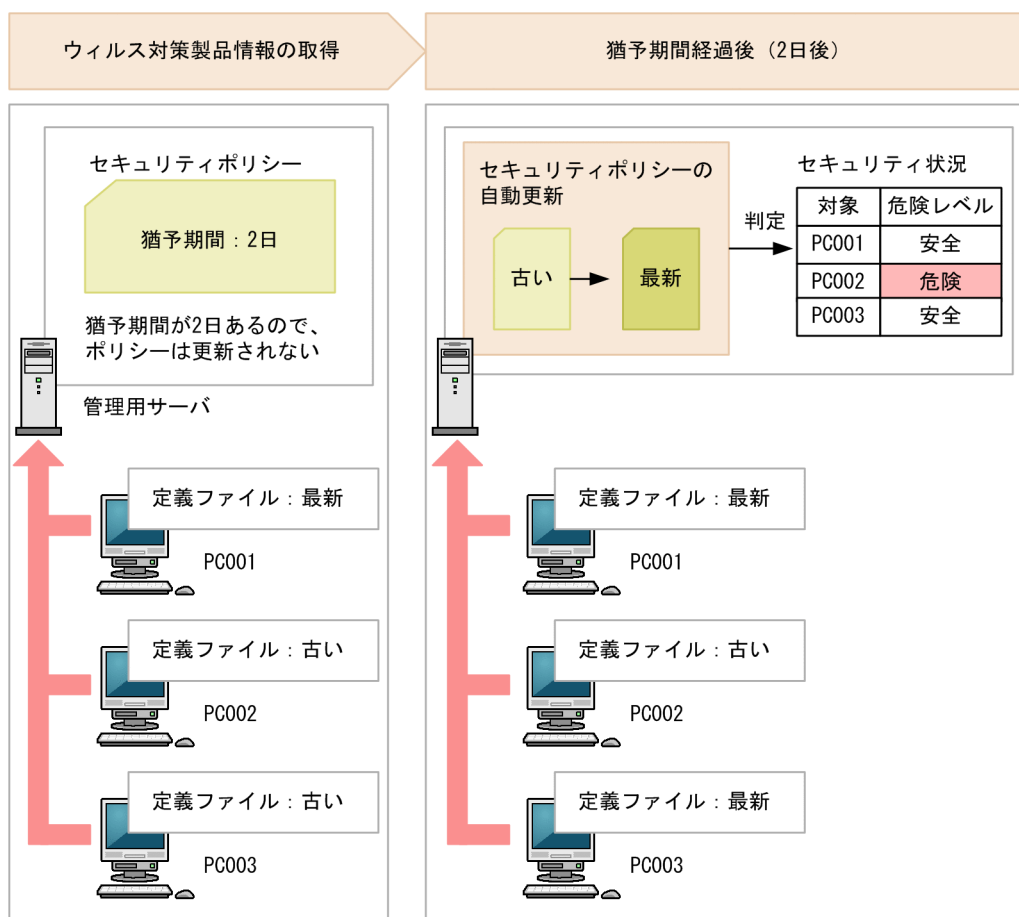 ウィルス対策製品情報の取得
猶予期間経過後（2日後）
セキュリティポリシー
猶予期間：2日
猶予期間が2日あるので、
ポリシーは更新されない
管理用サーバ
定義ファイル：最新
PC001
定義ファイル：古い
PC002
定義ファイル：古い
PC003
セキュリティポリシーの
自動更新
古い
最新
判定
セキュリティ状況
対象 危険レベル
PC001 安全
PC002 危険
PC003 安全
定義ファイル：最新
PC001
定義ファイル：古い
PC002
定義ファイル：最新
PC003